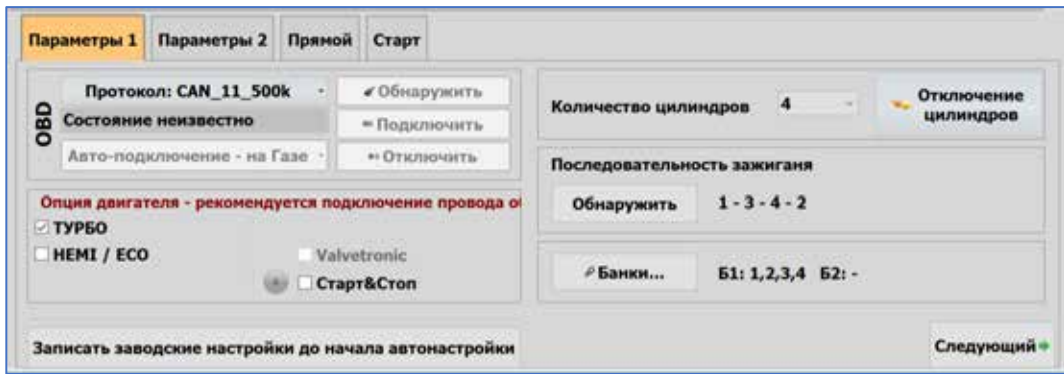 Параметры 1 Параметры 2 Прямой Старт
OBD
Протокол: CAN_11_500k
Обнаружить
Состояние неизвестно
Подключить
Авто-подключение - на Газе
Отключить
Опция двигателя - рекомендуется подключение провода о
ТУРБО
HEMI / ECO
Valvetronic
Старт&Стоп
Записать заводские настройки до начала автонастройки
Количество цилиндров 4
Отключение
цилиндров
Последовательность зажигания
Обнаружить 1 - 3 - 4 - 2
Банки... Б1: 1,2,3,4 Б2: -
Следующий